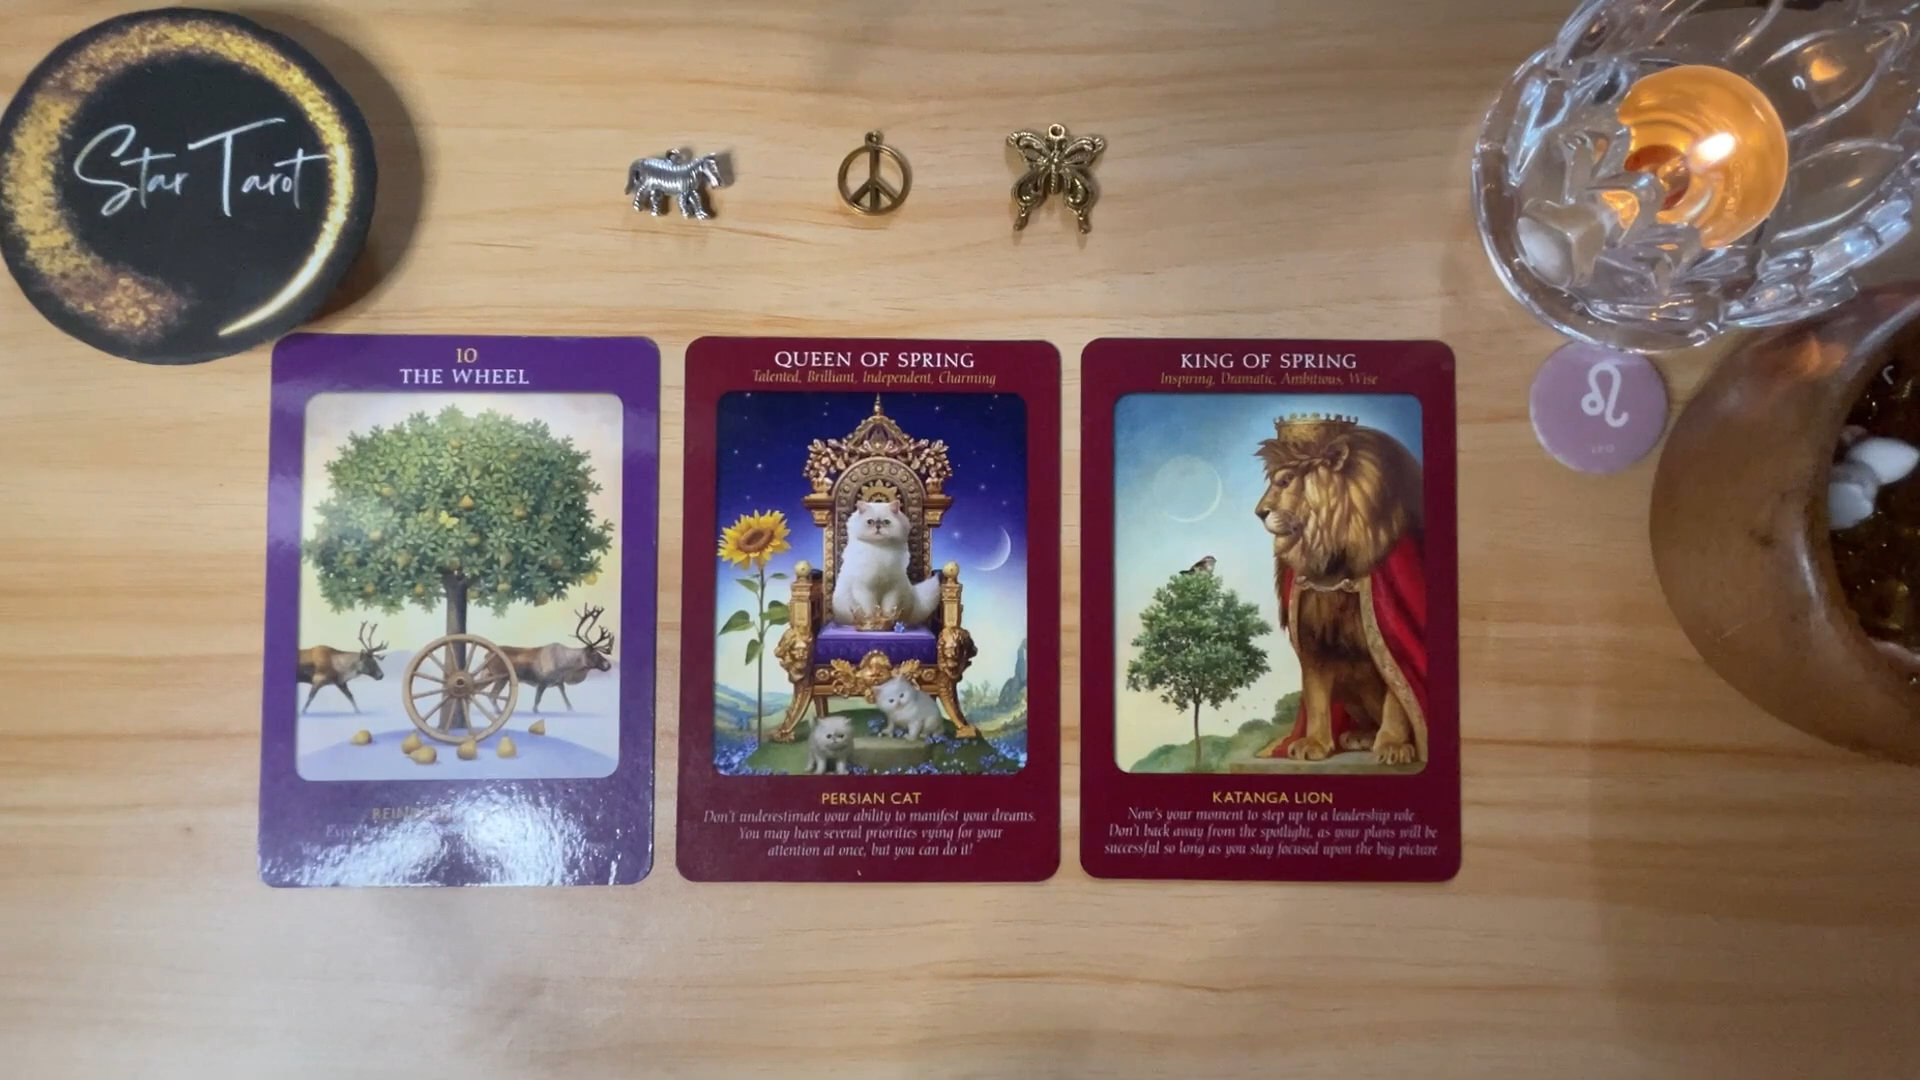 Star Tarot
10
THE WHEEL
QUEEN OF SPRING
Talented, Brilliant, Independent, Charming
PERSIAN CAT
Don't underestimate your ability to manifest your dreams.
You may have several priorities vying for your
attention at once, but you can do it!
KING OF SPRING
Inspiring, Dramatic, Ambitious, Wise
KATANGA LION
Now's your moment to step up to a leadership role
Don't back away from the spotlight, as your plans will be
successful so long as you stay focused upon the big picture
LEO